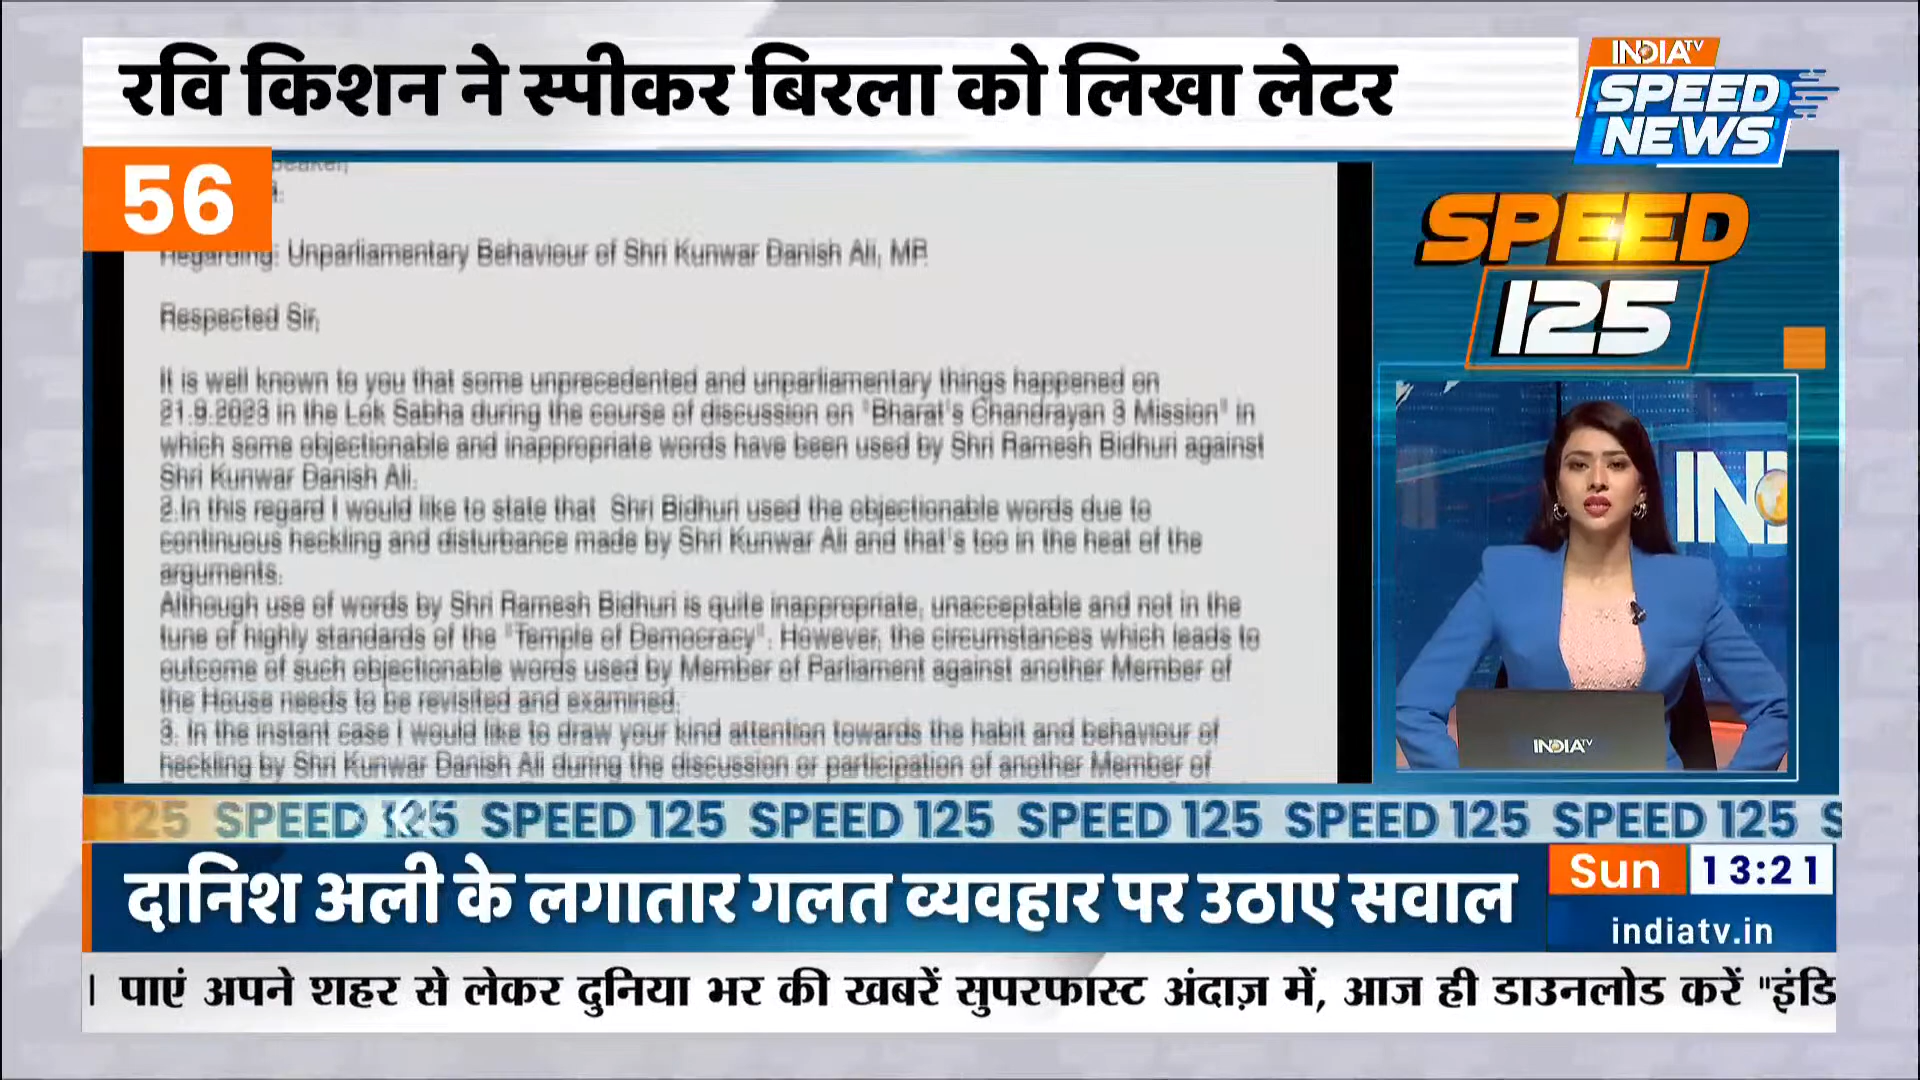 रवि किशन ने स्पीकर बिरला को लिखा लेटर
INDIA TV
SPEED
NEWS
56
Regarding: Unparliamentary Behaviour of Shri Kunwar Danish Ali, MP.
Respected Sir,
It is well known to you that some unprecedented and unparliamentary things happened on
21.9.2023 in the Lok Sabha during the course of discussion on "Bharat's Chandrayan 3 Mission" in
which some objectionable and inappropriate words have been used by Shri Ramesh Bidhuri against
Shri Kunwar Danish Ali.
2.In this regard I would like to state that Shri Bidhuri used the objectionable words due to
continuous heckling and disturbance made by Shri Kunwar Ali and that's too in the heat of the
arguments.
Although use of words by Shri Ramesh Bidhuri is quite inappropriate, unacceptable and not in the
tune of highly standards of the "Temple of Democracy". However, the circumstances which leads to
outcome of such objectionable words used by Member of Parliament against another Member of
the House needs to be revisited and examined.
3. In the instant case I would like to draw your kind attention towards the habit and behaviour of
heckling by Shri Kunwar Danish Ali during the discussion or participation of another Member of
SPEED
125
IND
INDIA TV
125 SPEED 125 SPEED 125 SPEED 125 SPEED 125 SPEED 125 SPEED 125 S
दानिश अली के लगातार गलत व्यवहार पर उठाए सवाल
Sun 13:21
indiatv.in
। पाएं अपने शहर से लेकर दुनिया भर की खबरें सुपरफास्ट अंदाज़ में, आज ही डाउनलोड करें "इंडि